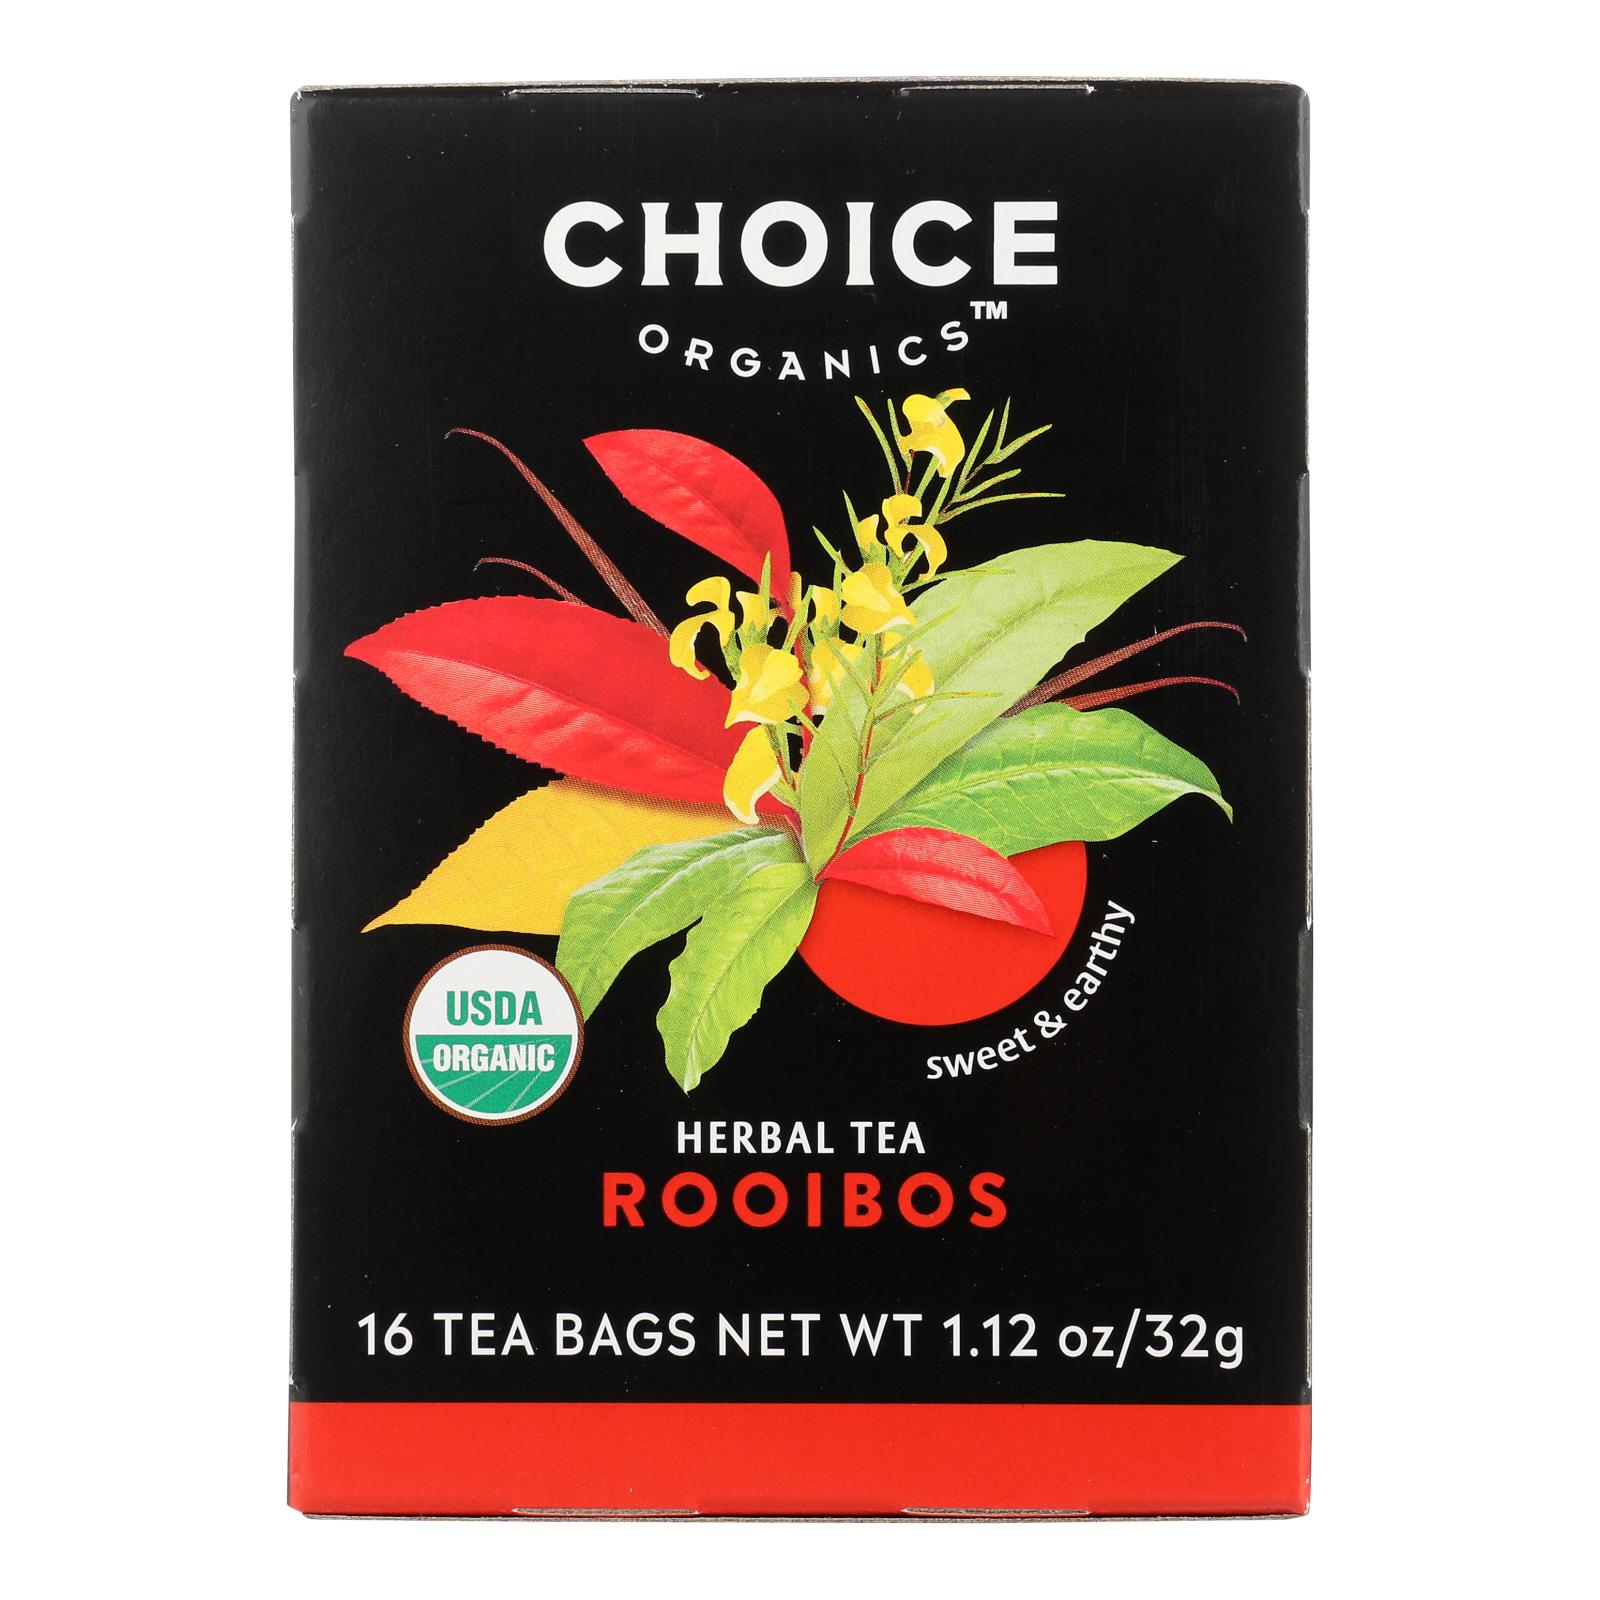 CHOICE
ORGANICS™
sweet & earthy
USDA
ORGANIC
HERBAL TEA
ROOIBOS
16 TEA BAGS NET WT 1.12 oz/32g